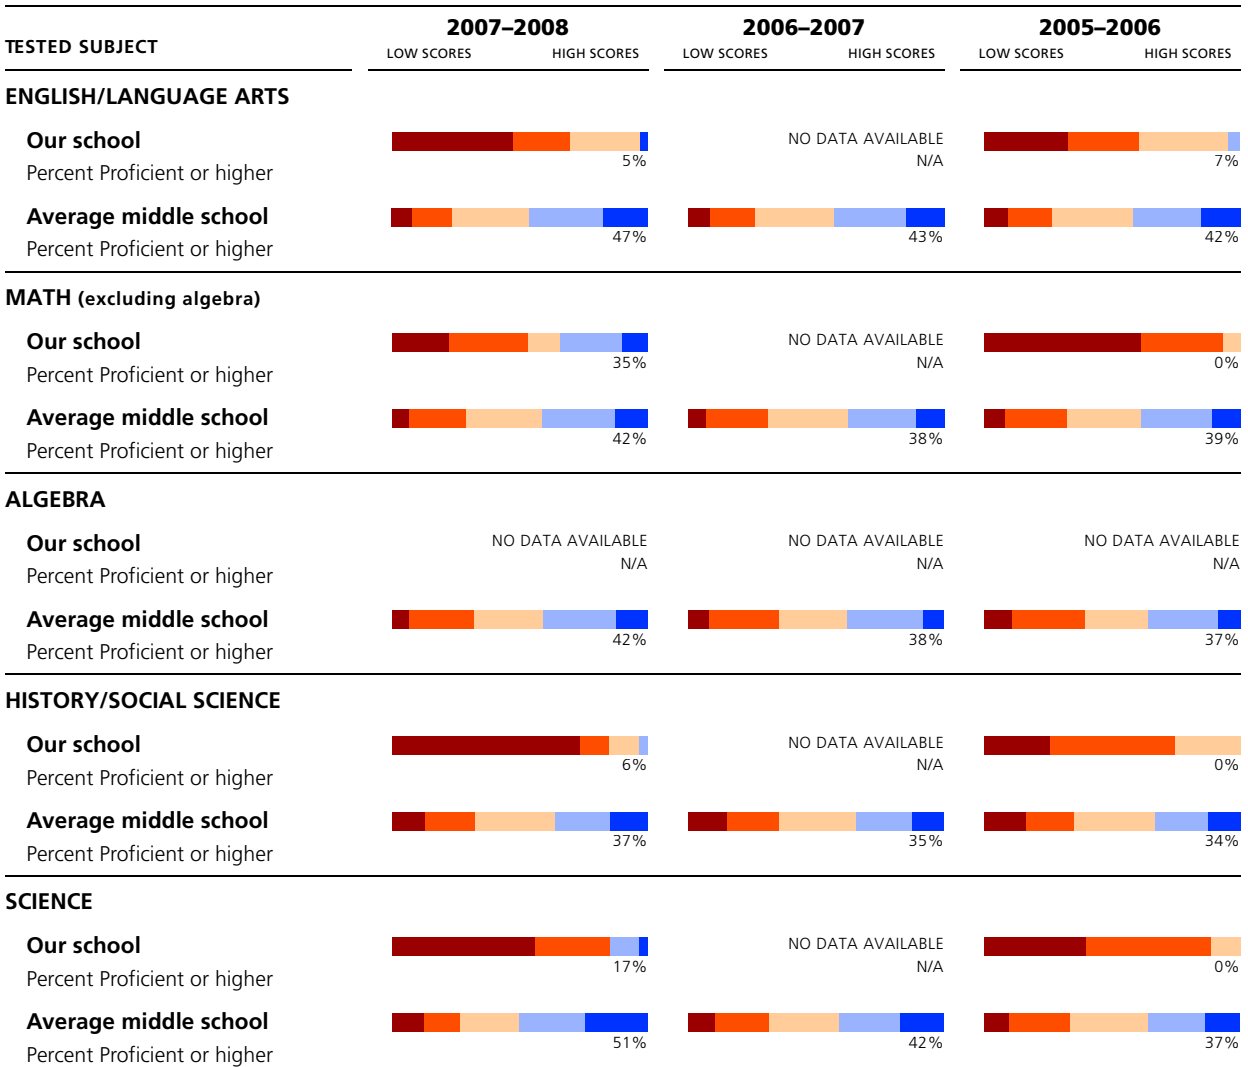 2007–2008 2006–2007 2005–2006
TESTED SUBJECT LOW SCORES HIGH SCORES LOW SCORES HIGH SCORES LOW SCORES HIGH SCORES
ENGLISH/LANGUAGE ARTS
Our school NO DATA AVAILABLE
Percent Proficient or higher 5% N/A 7%
Average middle school
Percent Proficient or higher 47% 43% 42%
MATH (excluding algebra)
Our school NO DATA AVAILABLE
Percent Proficient or higher 35% N/A 0%
Average middle school
Percent Proficient or higher 42% 38% 39%
ALGEBRA
Our school NO DATA AVAILABLE NO DATA AVAILABLE NO DATA AVAILABLE
Percent Proficient or higher N/A N/A N/A
Average middle school
Percent Proficient or higher 42% 38% 37%
HISTORY/SOCIAL SCIENCE
Our school NO DATA AVAILABLE
Percent Proficient or higher 6% N/A 0%
Average middle school
Percent Proficient or higher 37% 35% 34%
SCIENCE
Our school NO DATA AVAILABLE
Percent Proficient or higher 17% N/A 0%
Average middle school
Percent Proficient or higher 51% 42% 37%